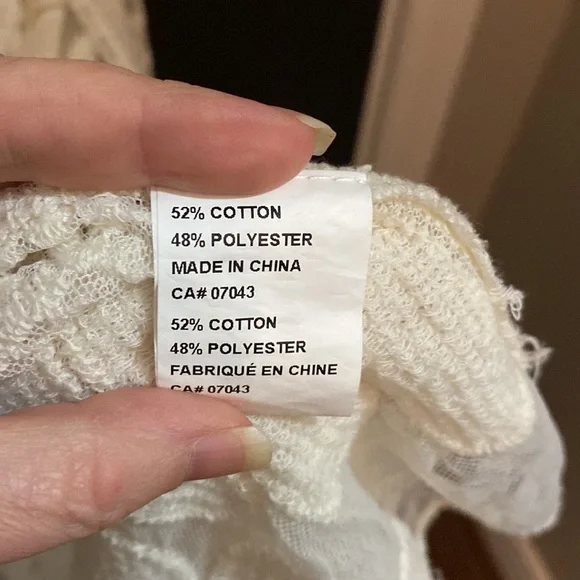 52% COTTON
48% POLYESTER
MADE IN CHINA
CA# 07043
52% COTTON
48% POLYESTER
FABRIQUÉ EN CHINE
CA# 07043